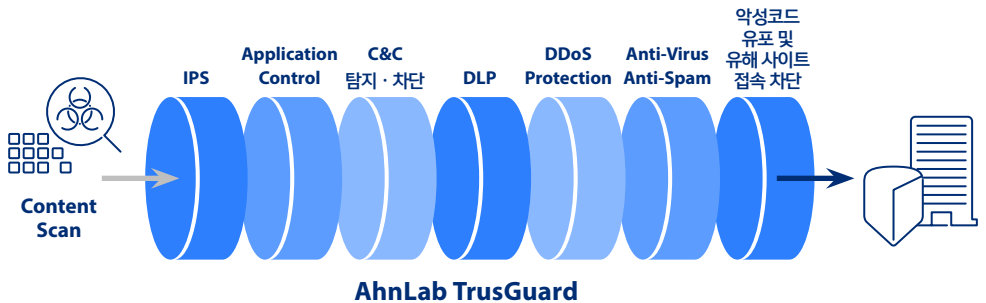 Content
Scan
IPS
Application
Control
C&C
탐지 · 차단
DLP
DDoS
Protection
Anti-Virus
Anti-Spam
악성코드
유포 및
유해 사이트
접속 차단
AhnLab TrusGuard